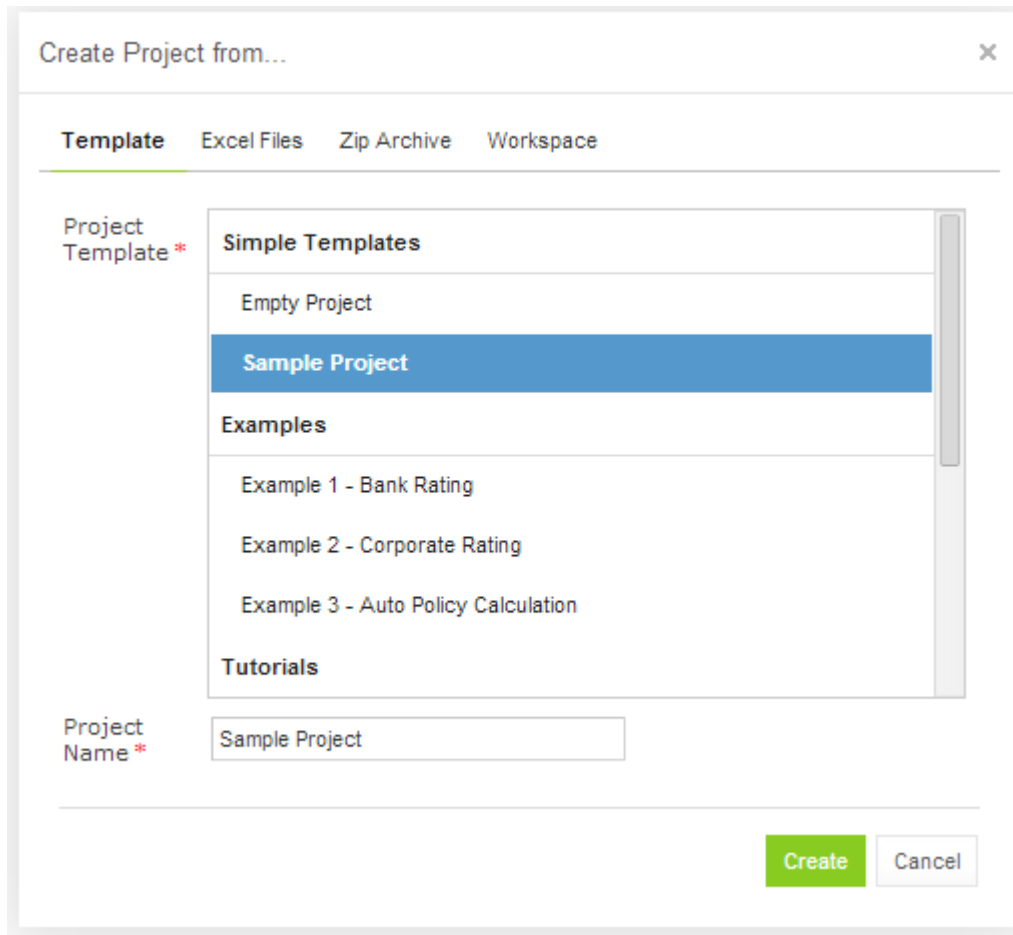 Create Project from...
Template Excel Files Zip Archive Workspace
Project
Template *
Simple Templates
Empty Project
Sample Project
Examples
Example 1 - Bank Rating
Example 2 - Corporate Rating
Example 3 - Auto Policy Calculation
Tutorials
Project
Name *
Sample Project
Create Cancel